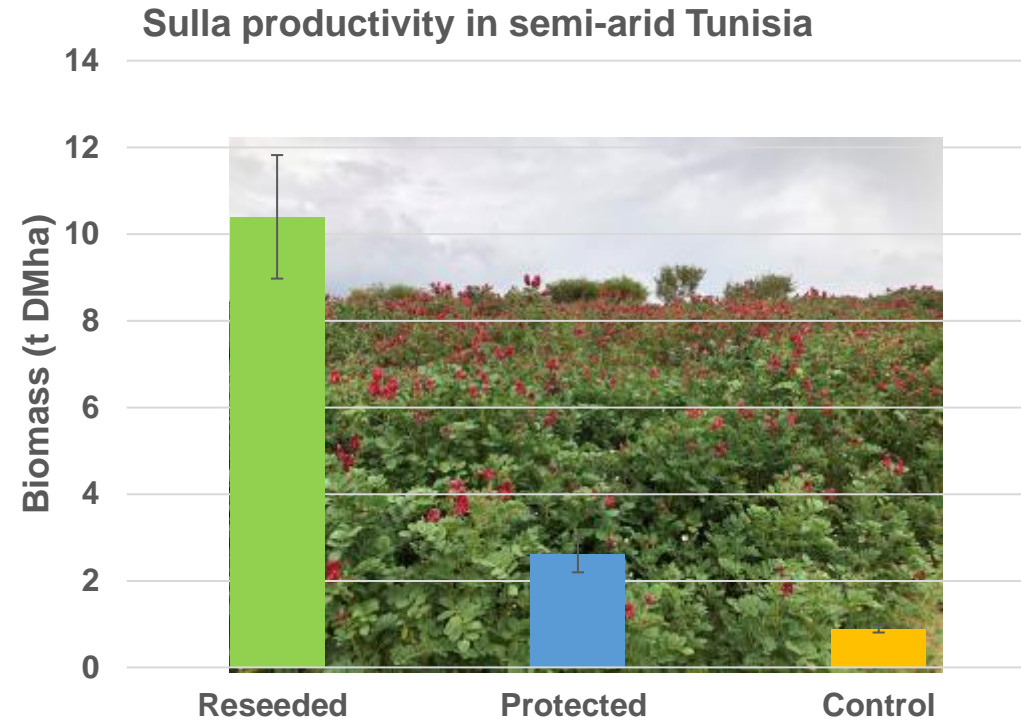 Sulla productivity in semi-arid Tunisia
14
12
10
8
6
4
2
0
Biomass (t DMha)
Reseeded
Protected
Control